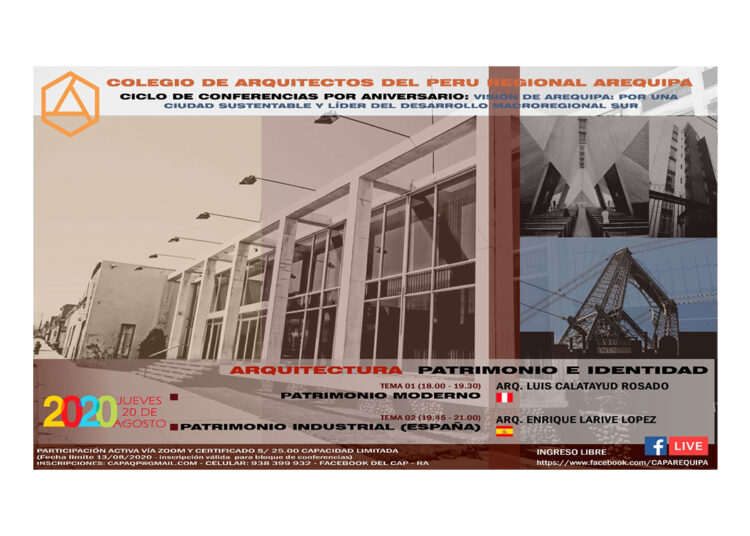 COLEGIO DE ARQUITECTOS DEL PERU REGIONAL AREQUIPA
CICLO DE CONFERENCIAS POR ANIVERSARIO: VISIÓN DE AREQUIPA: POR UNA
CIUDAD SUSTENTABLE Y LÍDER DEL DESARROLLO MACROREGIONAL SUR
ARQUITECTURA PATRIMONIO E IDENTIDAD
TEMA 01 (18.00 - 19.30)
PATRIMONIO MODERNO
ARQ. LUIS CALATAYUD ROSADO
TEMA 02 (19.45 - 21.00)
PATRIMONIO INDUSTRIAL (ESPAÑA)
ARQ. ENRIQUE LARIVE LOPEZ
2020
JUEVES
20 DE
AGOSTO
PARTICIPACIÓN ACTIVA VÍA ZOOM Y CERTIFICADO S/ 25.00 CAPACIDAD LIMITADA
(Fecha limite 13/08/2020 - inscripción válida para bloque de conferencias)
INSCRIPCIONES: CAPAQP@GMAIL.COM - CELULAR: 938 399 932 - FACEBOOK DEL CAP - RA
INGRESO LIBRE
f LIVE
https://www.facebook.com/CAPAREQUIPA